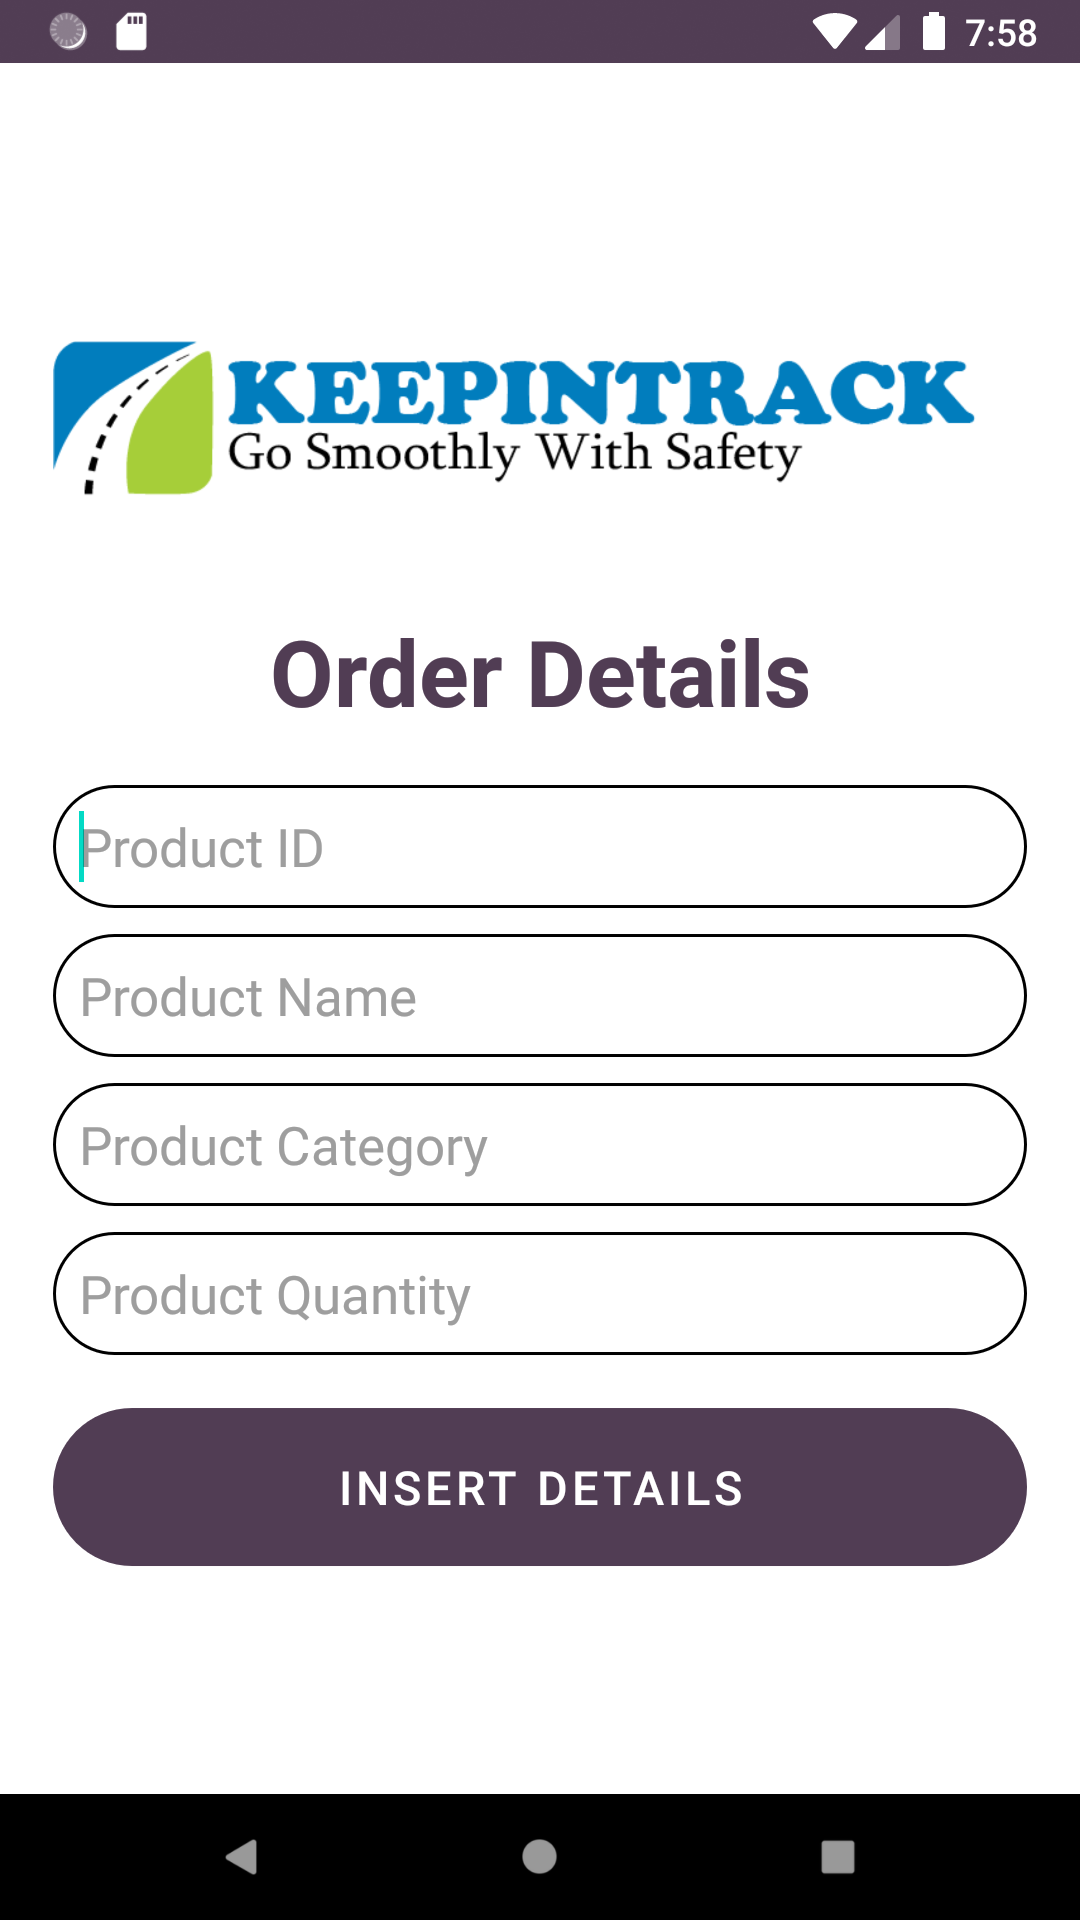 7:58
KEEPINTRACK
Go Smoothly With Safety
Order Details
Product ID
Product Name
Product Category
Product Quantity
INSERT DETAILS